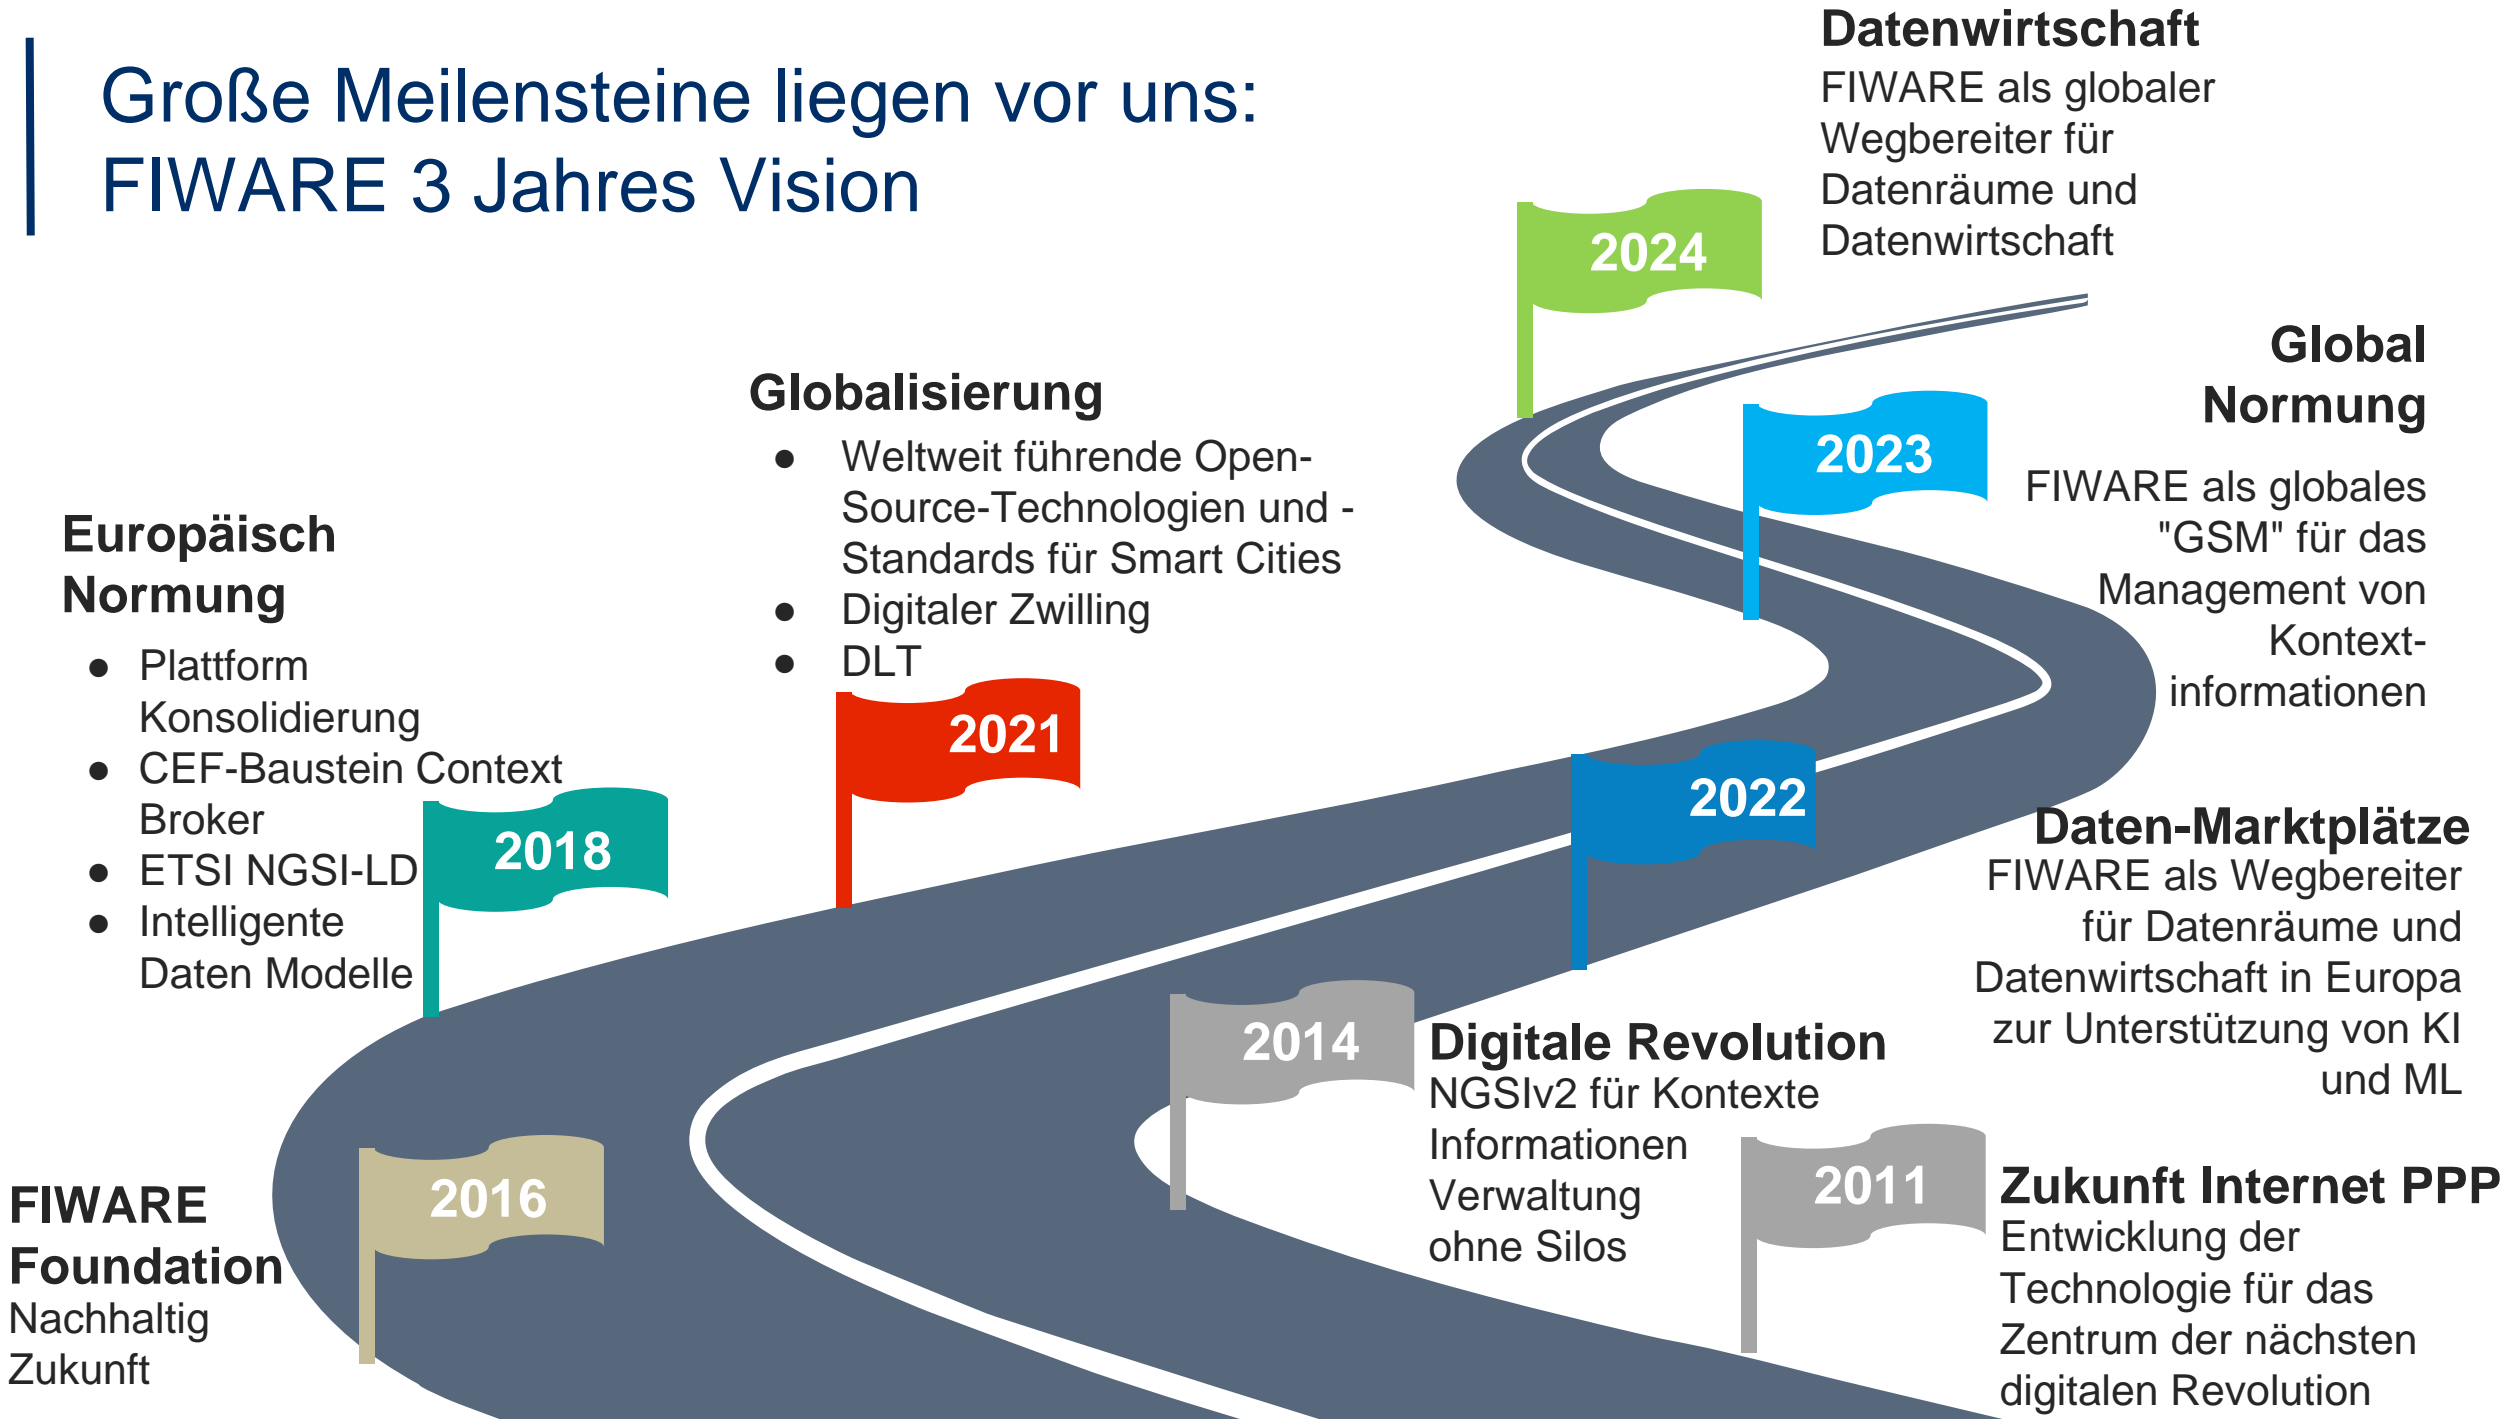 Große Meilensteine liegen vor uns:
FIWARE 3 Jahres Vision
Datenwirtschaft
FIWARE als globaler
Wegbereiter für
Datenräume und
Datenwirtschaft
2024
Global
Normung
FIWARE als globales
"GSM" für das
Management von
Kontext-
informationen
2023
Globalisierung
● Weltweit führende Open-
Source-Technologien und -
Standards für Smart Cities
● Digitaler Zwilling
● DLT
2021
Europäisch
Normung
● Plattform
Konsolidierung
● CEF-Baustein Context
Broker
● ETSI NGSI-LD
● Intelligente
Daten Modelle
2018
2022
Daten-Marktplätze
FIWARE als Wegbereiter
für Datenräume und
Datenwirtschaft in Europa
zur Unterstützung von KI
und ML
2014
Digitale Revolution
NGSIv2 für Kontexte
Informationen
Verwaltung
ohne Silos
2011
Zukunft Internet PPP
Entwicklung der
Technologie für das
Zentrum der nächsten
digitalen Revolution
2016
FIWARE
Foundation
Nachhaltig
Zukunft